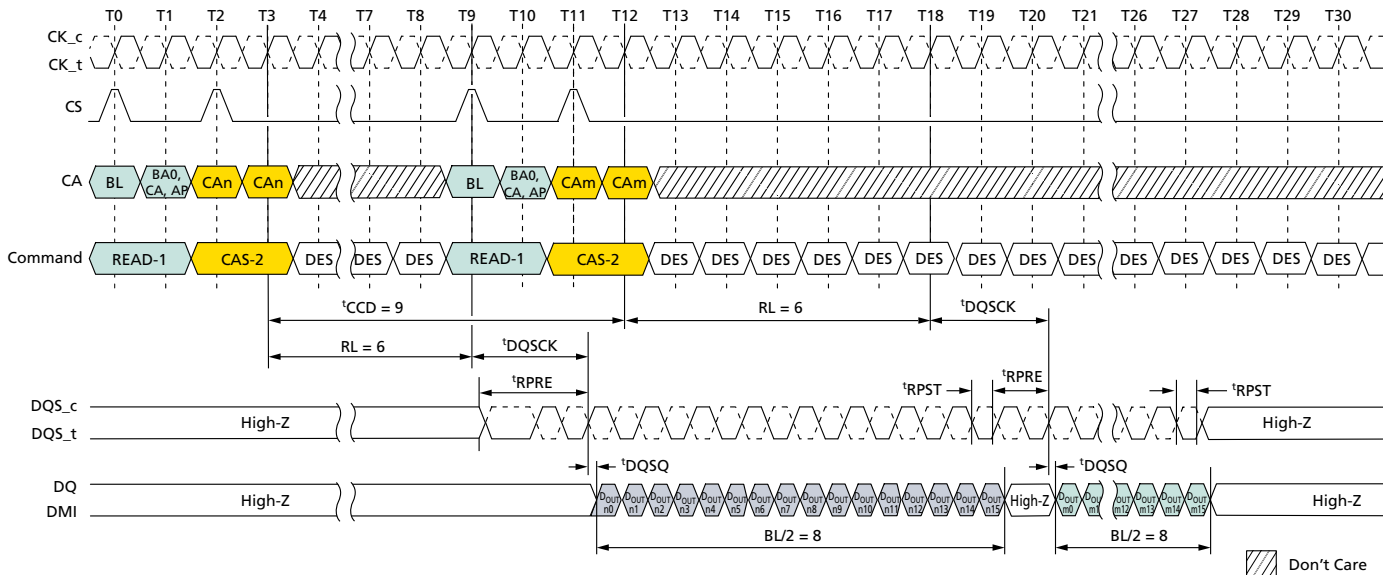 T0 T1 T2 T3 T4 T7 T8 T9 T10 T11 T12 T13 T14 T15 T16 T17 T18 T19 T20 T21 T26 T27 T28 T29 T30
CK_c
CK_t
CS
CA BL BA0, CA, AP CAn CAn BL BA0, CA, AP CAm CAm
Command READ-1 CAS-2 DES DES DES READ-1 CAS-2 DES DES DES DES DES DES DES DES DES DES DES DES DES DES
tCCD = 9 RL = 6 tDQSCK
RL = 6 tDQSCK
tRPRE tRPST tRPRE tRPST
DQS_c
DQS_t
High-Z High-Z
tDQSQ tDQSQ
DQ
DMI
High-Z DOUT n0 DOUT n1 DOUT n2 DOUT n3 DOUT n4 DOUT n5 DOUT n6 DOUT n7 DOUT n8 DOUT n9 DOUT n10 DOUT n11 DOUT n12 DOUT n13 DOUT n14 DOUT n15 High-Z DOUT m0 DOUT m1 DOUT m12 DOUT m13 DOUT m14 DOUT m15 High-Z
BL/2 = 8 BL/2 = 8
Don't Care